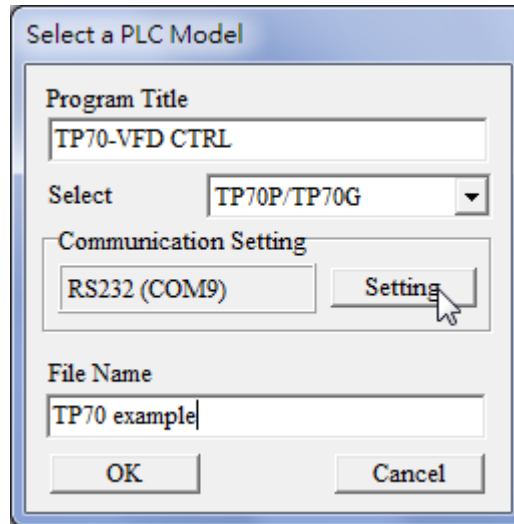 Select a PLC Model
Program Title
TP70-VFD CTRL
Select TP70P/TP70G
Communication Setting
RS232 (COM9) Setting
File Name
TP70 example
OK Cancel